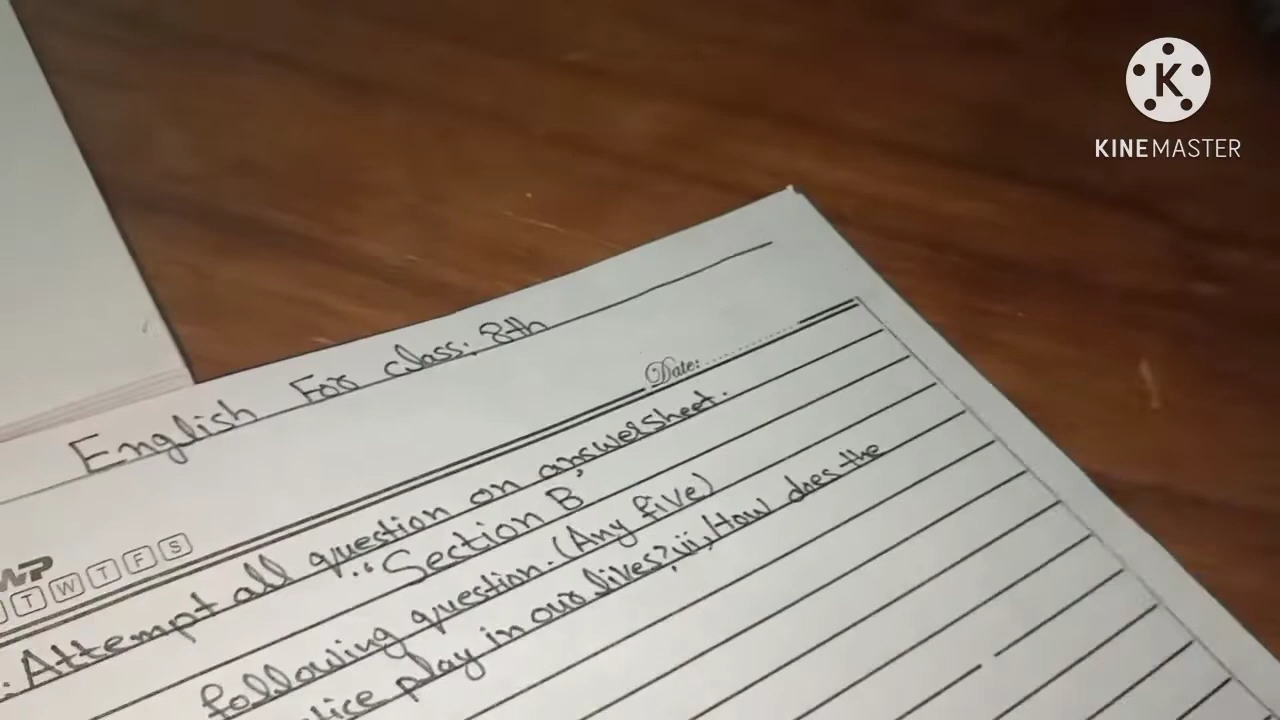 K
KINEMASTER
English For class: 8th
Date:
T W T F S
: Attempt all question on answersheet.
"Section B
following question. (Any five)
play in our lives? ii, How does the